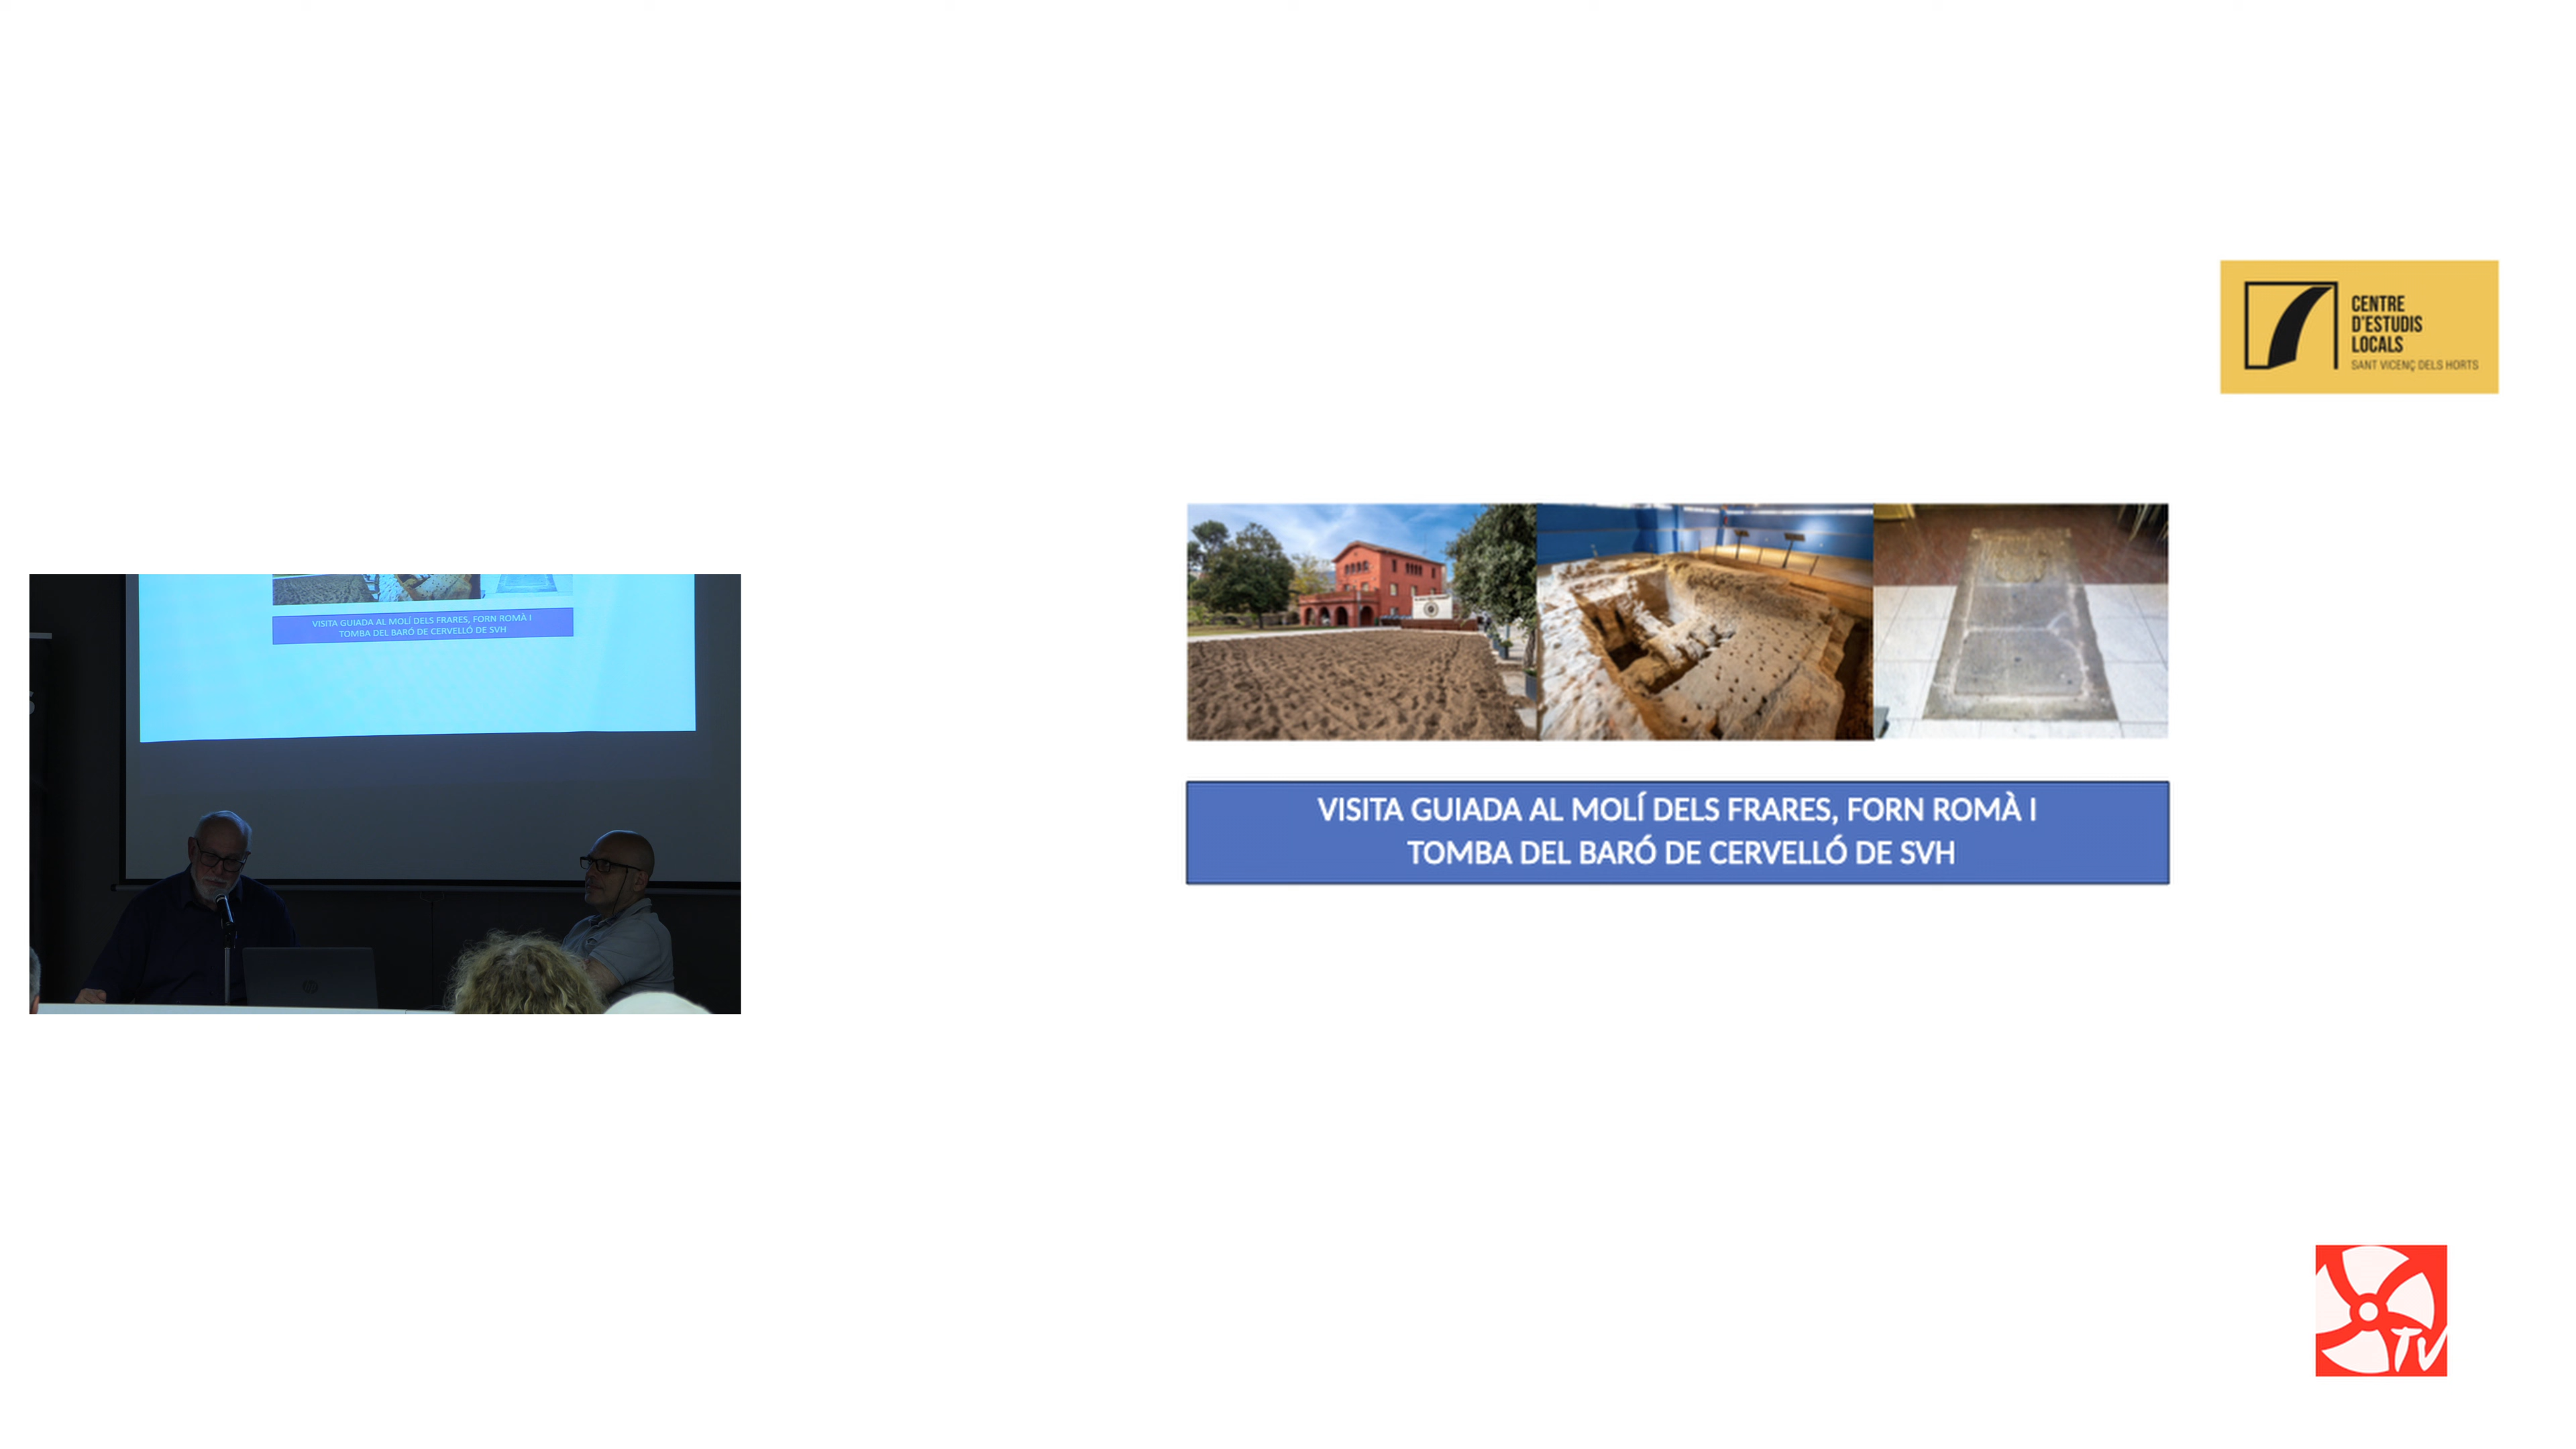 CENTRE
D'ESTUDIS
LOCALS
SANT VICENÇ DELS HORTS
VISITA GUIADA AL MOLÍ DELS FRARES, FORN ROMÀ I
TOMBA DEL BARÓ DE CERVELLÓ DE SVH
VISITA GUIADA AL MOLÍ DELS FRARES, FORN ROMÀ I
TOMBA DEL BARÓ DE CERVELLÓ DE SVH
hp
TV